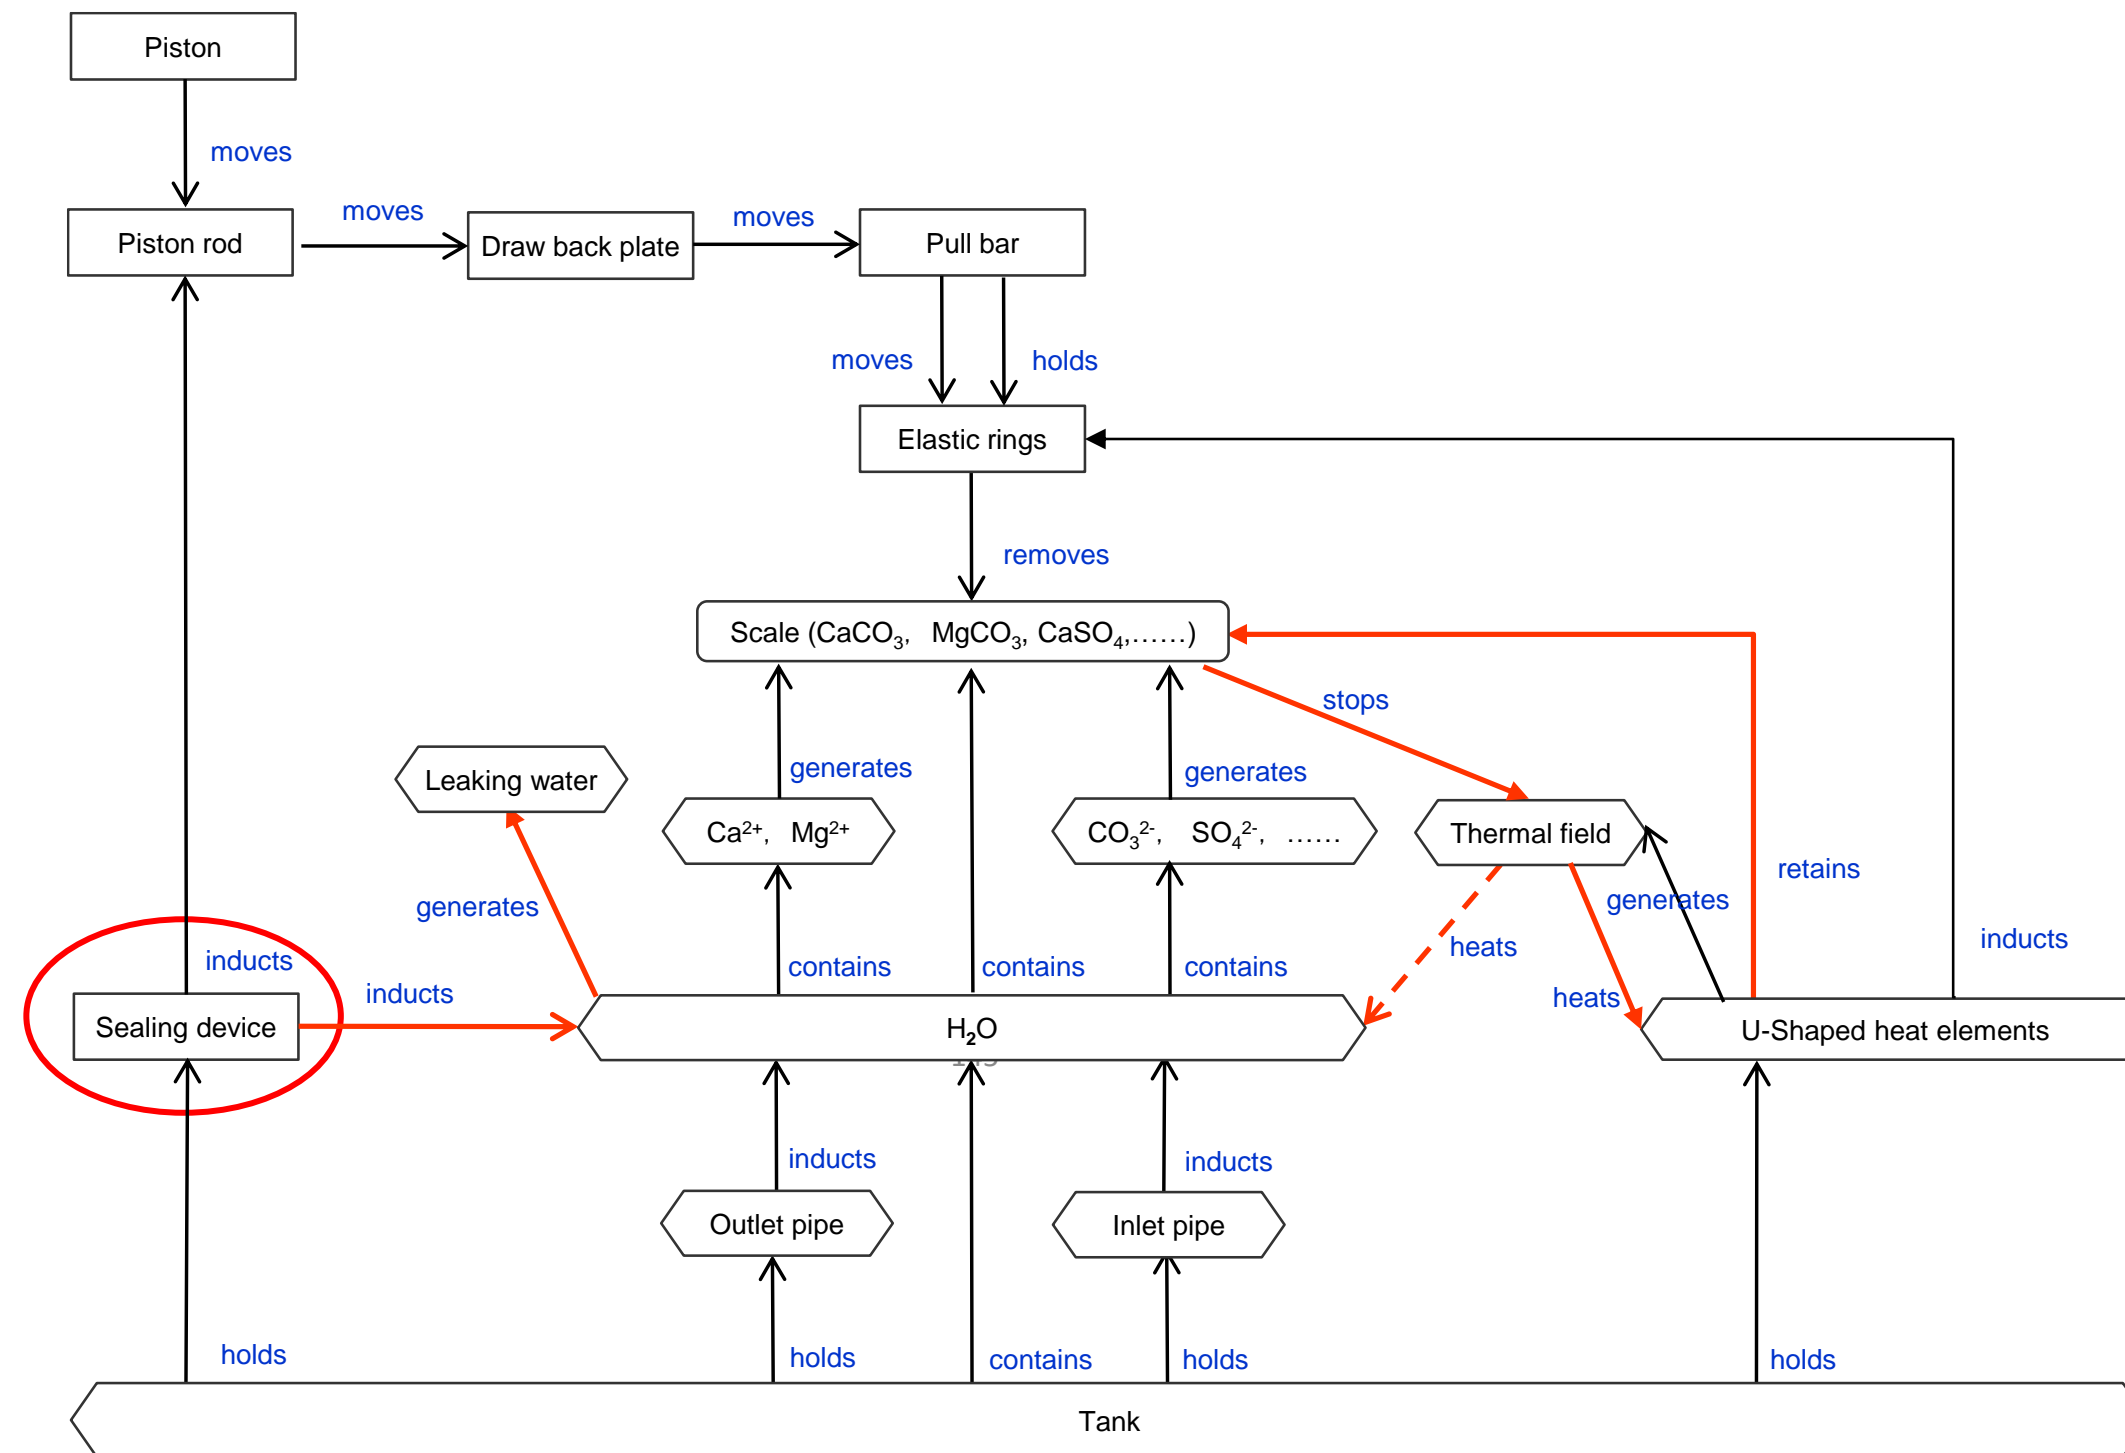 Piston
moves
Piston rod
moves
Draw back plate
moves
Pull bar
moves
holds
Elastic rings
removes
Scale (CaCO₃, MgCO₃, CaSO₄,……)
stops
Leaking water
generates
generates
Ca²⁺, Mg²⁺
CO₃²⁻, SO₄²⁻, ……
Thermal field
retains
generates
generates
inducts
inducts
contains
contains
contains
heats
inducts
heats
Sealing device
H₂O
U-Shaped heat elements
inducts
inducts
Outlet pipe
Inlet pipe
holds
holds
contains
holds
holds
Tank